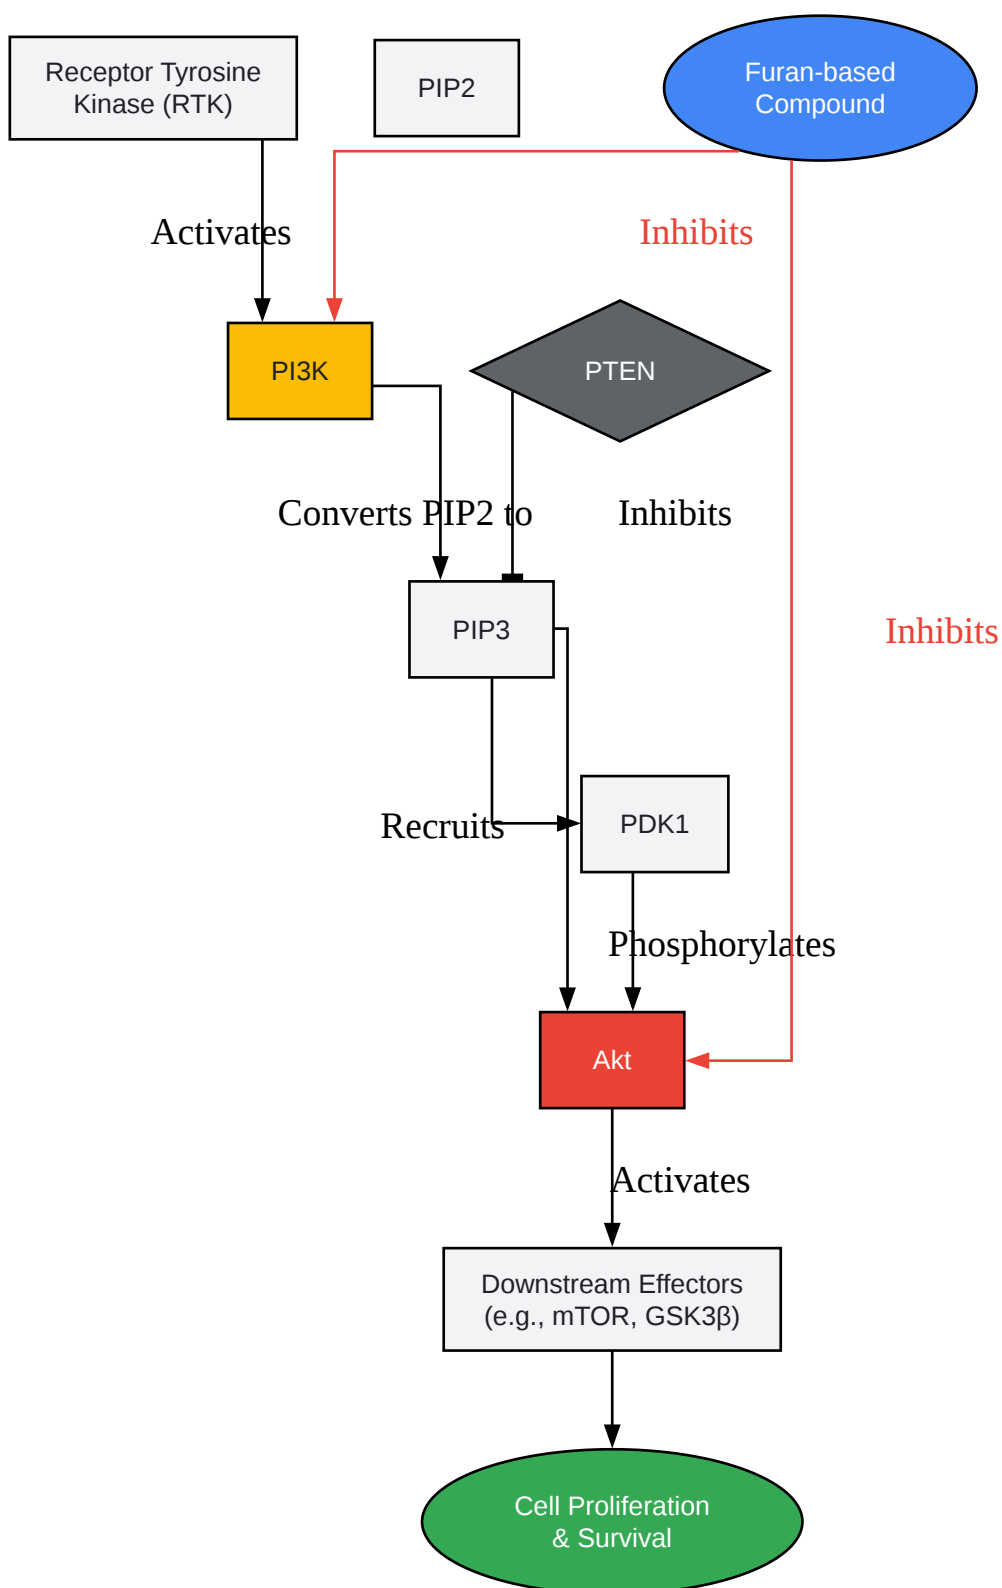 Receptor Tyrosine
Kinase (RTK)
PIP2
Furan-based
Compound
Activates
Inhibits
PI3K
PTEN
Converts PIP2 to
Inhibits
PIP3
Inhibits
Recruits
PDK1
Phosphorylates
Akt
Activates
Downstream Effectors
(e.g., mTOR, GSK3β)
Cell Proliferation
& Survival